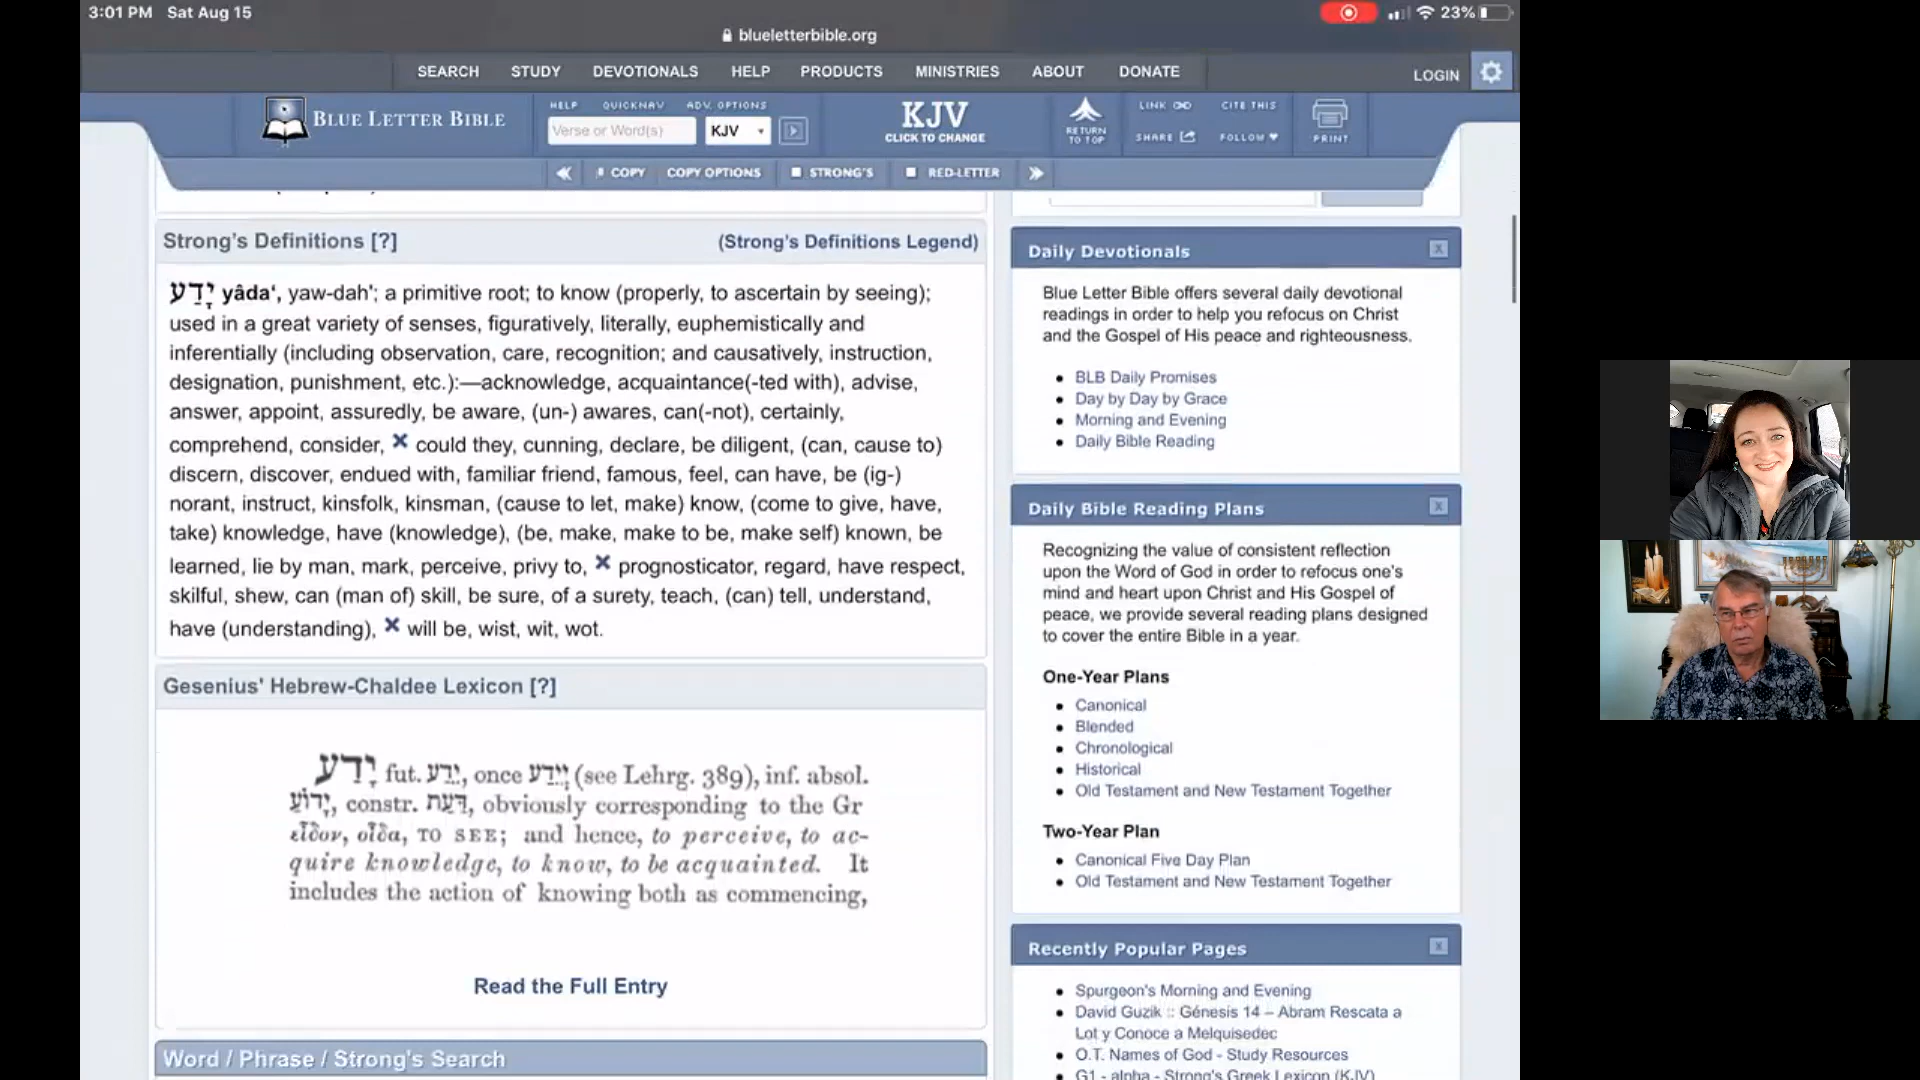 3:01 PM Sat Aug 15
23%
blueletterbible.org
SEARCH STUDY DEVOTIONALS HELP PRODUCTS MINISTRIES ABOUT DONATE
LOGIN
BLUE LETTER BIBLE
HELP QUICKNAV ADV. OPTIONS
Verse or Word(s)
KJV
KJV
CLICK TO CHANGE
RETURN
TO TOP
LINK
CITE THIS
SHARE
FOLLOW
PRINT
COPY COPY OPTIONS STRONG'S RED-LETTER
Strong's Definitions [?]
(Strong's Definitions Legend)
יָדַע yâdaʻ, yaw-dah'; a primitive root; to know (properly, to ascertain by seeing);
used in a great variety of senses, figuratively, literally, euphemistically and
inferentially (including observation, care, recognition; and causatively, instruction,
designation, punishment, etc.):—acknowledge, acquaintance(-ted with), advise,
answer, appoint, assuredly, be aware, (un-) awares, can(-not), certainly,
comprehend, consider, × could they, cunning, declare, be diligent, (can, cause to)
discern, discover, endued with, familiar friend, famous, feel, can have, be (ig-)
norant, instruct, kinsfolk, kinsman, (cause to let, make) know, (come to give, have,
take) knowledge, have (knowledge), (be, make, make to be, make self) known, be
learned, lie by man, mark, perceive, privy to, × prognosticator, regard, have respect,
skilful, shew, can (man of) skill, be sure, of a surety, teach, (can) tell, understand,
have (understanding), × will be, wist, wit, wot.
Gesenius' Hebrew-Chaldee Lexicon [?]
יָדַע fut. יֵדַע, once יֵידַע (see Lehrg. 389), inf. absol.
יָדוֹעַ, constr. דַּעַת, obviously corresponding to the Gr
εἶδον, οἶδα, TO SEE; and hence, to perceive, to ac-
quire knowledge, to know, to be acquainted. It
includes the action of knowing both as commencing,
Read the Full Entry
Word / Phrase / Strong's Search
Daily Devotionals
Blue Letter Bible offers several daily devotional
readings in order to help you refocus on Christ
and the Gospel of His peace and righteousness.
BLB Daily Promises
Day by Day by Grace
Morning and Evening
Daily Bible Reading
Daily Bible Reading Plans
Recognizing the value of consistent reflection
upon the Word of God in order to refocus one's
mind and heart upon Christ and His Gospel of
peace, we provide several reading plans designed
to cover the entire Bible in a year.
One-Year Plans
Canonical
Blended
Chronological
Historical
Old Testament and New Testament Together
Two-Year Plan
Canonical Five Day Plan
Old Testament and New Testament Together
Recently Popular Pages
Spurgeon's Morning and Evening
David Guzik :: Génesis 14 – Abram Rescata a
Lot y Conoce a Melquisedec
O.T. Names of God - Study Resources
G1 - alpha - Strong's Greek Lexicon (KJV)